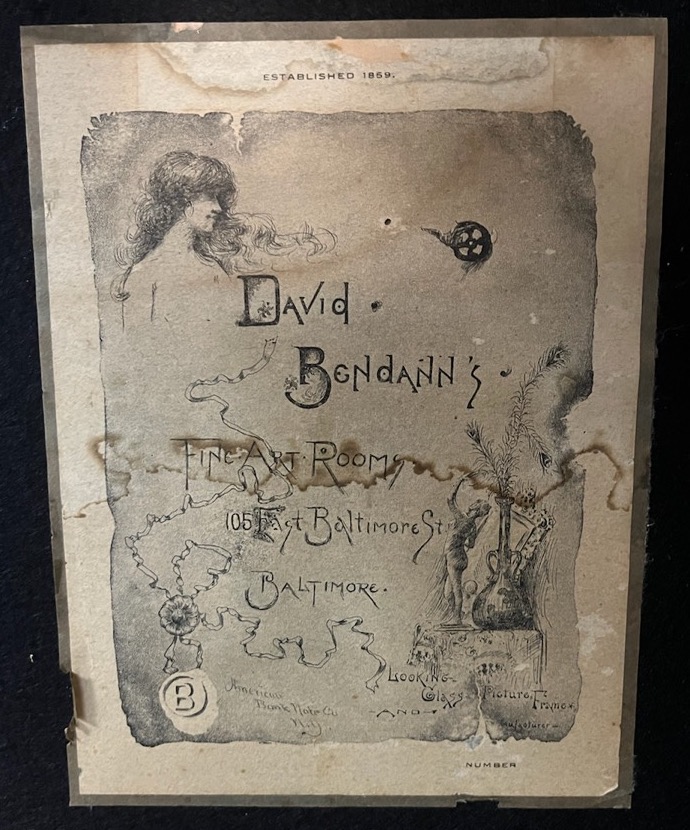 ESTABLISHED 1859.
DAVID
BENDANN'S
FINE·ART·ROOMS
105 East Baltimore St.
BALTIMORE.
LOOKING-
Glass Picture Frame
-AND-
B
American
Bank Note Co
N.Y.
NUMBER